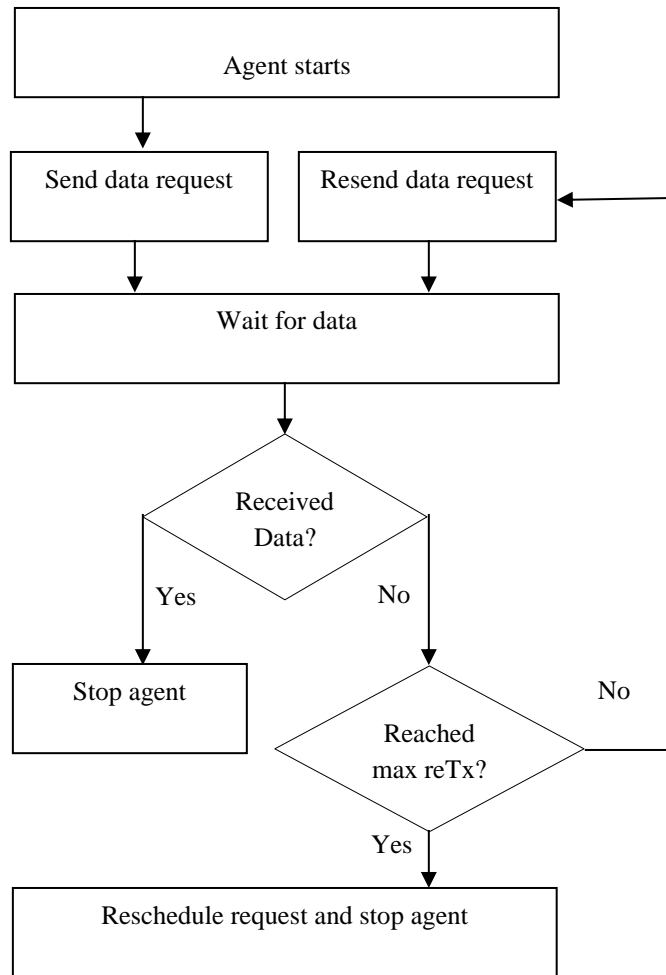 Agent starts
Send data request
Resend data request
Wait for data
Received
Data?
Yes
No
Stop agent
No
Reached
max reTx?
Yes
Reschedule request and stop agent